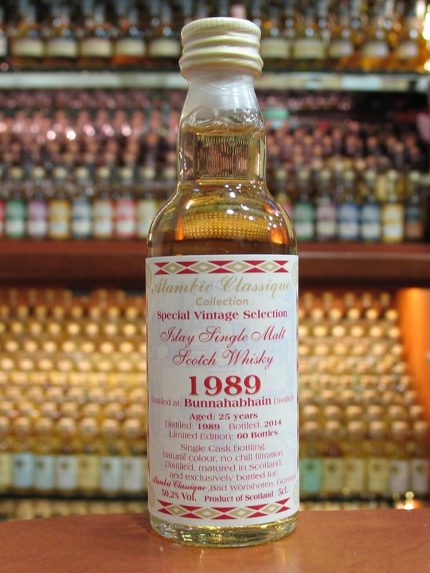 Alambic Classique
Collection
Special Vintage Selection
Islay Single Malt
Scotch Whisky
1989
Distilled at: Bunnahabhain Distillery
Aged: 25 years
Distilled: 1989 Bottled: 2014
Limited Edition: 60 Bottles
Single Cask bottling,
natural colour, no chill filtration.
Distilled, matured in Scotland,
and exclusively bottled for
Alambic Classique, Bad Wörishofen, Germany
50,2% Vol. Product of Scotland 5cl